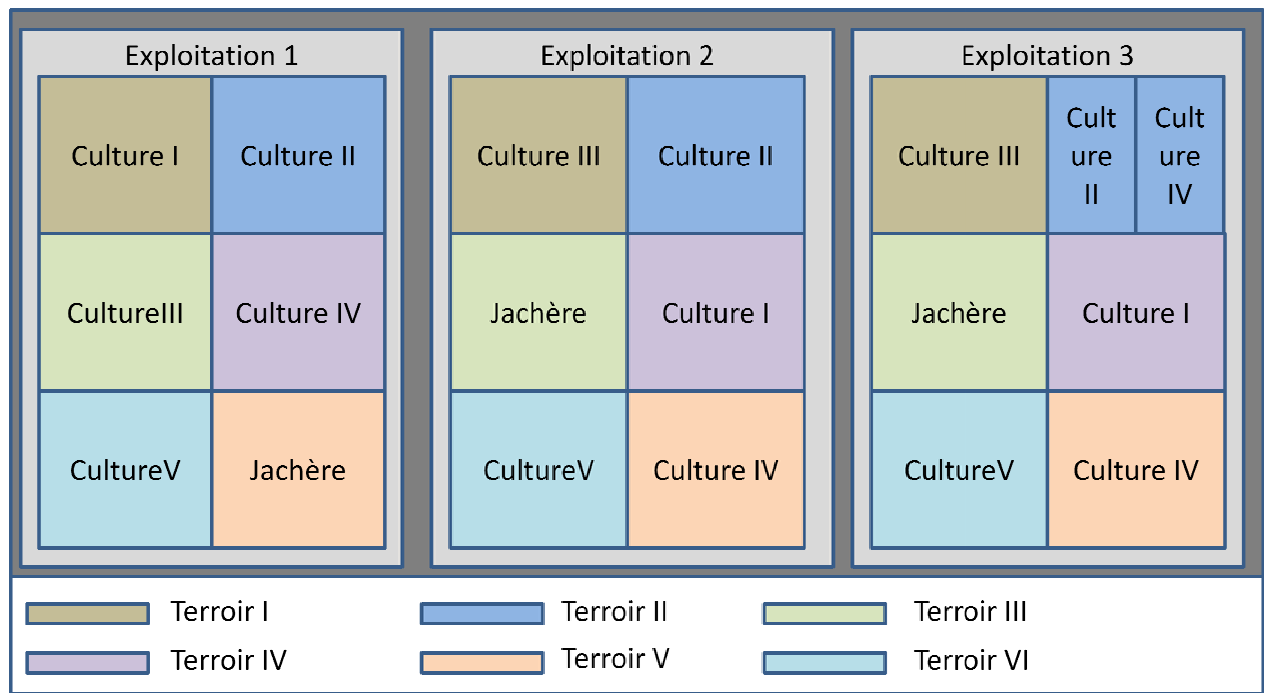 Exploitation 1
Culture I
Culture II
CultureIII
Culture IV
CultureV
Jachère
Exploitation 2
Culture III
Culture II
Jachère
Culture I
CultureV
Culture IV
Exploitation 3
Culture III
Cult
ure
II
Cult
ure
IV
Jachère
Culture I
CultureV
Culture IV
Terroir I
Terroir II
Terroir III
Terroir IV
Terroir V
Terroir VI